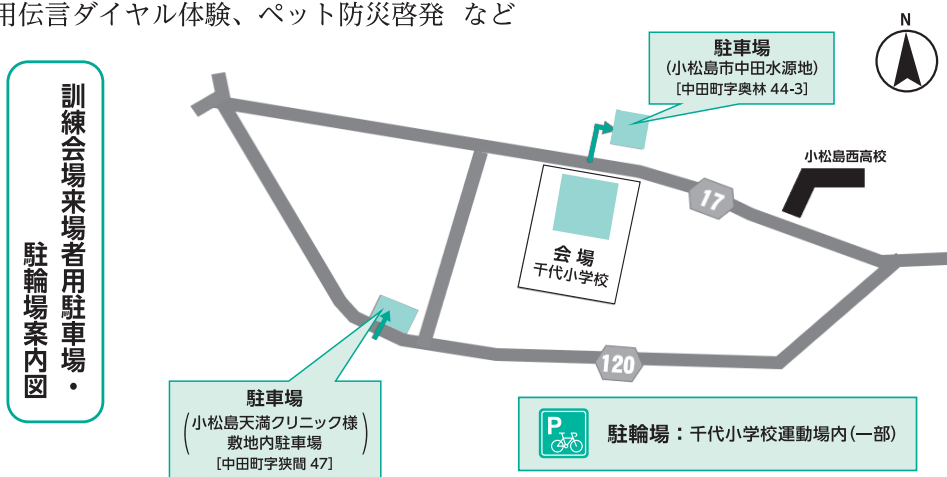 用伝言ダイヤル体験、ペット防災啓発 など
訓練会場来場者用駐車場・
駐輪場案内図
N
駐車場
(小松島市中田水源地)
[中田町字奥林 44-3]
小松島西高校
17
会 場
千代小学校
120
駐車場
(小松島天満クリニック様
敷地内駐車場)
[中田町字狭間 47]
P
駐輪場：千代小学校運動場内(一部)